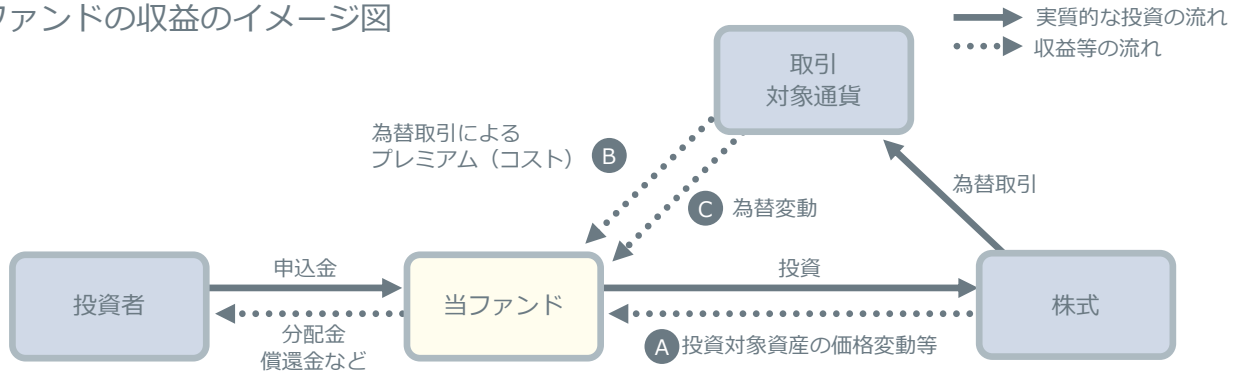 ファンドの収益のイメージ図
実質的な投資の流れ
収益等の流れ
取引
対象通貨
為替取引による
プレミアム（コスト）
B
為替取引
C
為替変動
申込金
投資
投資者
当ファンド
株式
分配金
償還金など
A
投資対象資産の価格変動等